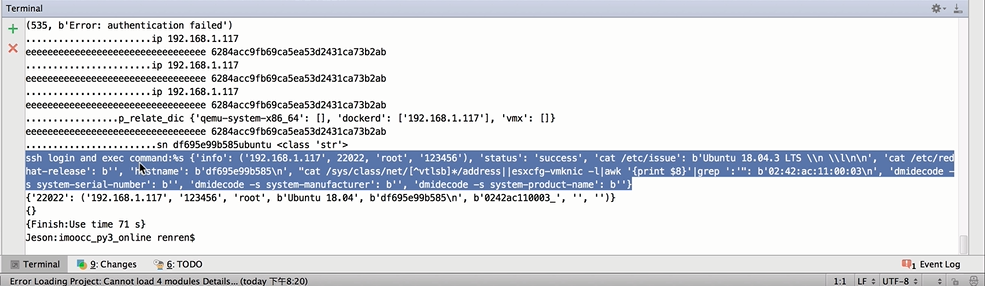 Terminal
(535, b'Error: authentication failed')
.......................ip 192.168.1.117
eeeeeeeeeeeeeeeeeeeeeeeeeeeeeeeee 6284acc9fb69ca5ea53d2431ca73b2ab
.......................ip 192.168.1.117
eeeeeeeeeeeeeeeeeeeeeeeeeeeeeeeee 6284acc9fb69ca5ea53d2431ca73b2ab
.......................ip 192.168.1.117
eeeeeeeeeeeeeeeeeeeeeeeeeeeeeeeee 6284acc9fb69ca5ea53d2431ca73b2ab
.................p_relate_dic {'qemu-system-x86_64': [], 'dockerd': ['192.168.1.117'], 'vmx': []}
eeeeeeeeeeeeeeeeeeeeeeeeeeeeeeeee 6284acc9fb69ca5ea53d2431ca73b2ab
........................sn df695e99b585ubuntu <class 'str'>
ssh login and exec command:%s {'info': ('192.168.1.117', 22022, 'root', '123456'), 'status': 'success', 'cat /etc/issue': b'Ubuntu 18.04.3 LTS \\n \\l\n\n', 'cat /etc/red
hat-release': b'', 'hostname': b'df695e99b585\n', "cat /sys/class/net/[^vtlsb]*/address||esxcfg-vmknic -l|awk '{print $8}'|grep ':'": b'02:42:ac:11:00:03\n', 'dmidecode -
s system-serial-number': b'', 'dmidecode -s system-manufacturer': b'', 'dmidecode -s system-product-name': b''}
{'22022': ('192.168.1.117', '123456', 'root', b'Ubuntu 18.04', b'df695e99b585\n', b'0242ac110003_', '', '')}
{}
{Finish:Use time 71 s}
Jeson:imoocc_py3_online renren$
Terminal 9: Changes 6: TODO 1 Event Log
Error Loading Project: Cannot load 4 modules Details... (today 下午8:20) 1:1 LF UTF-8